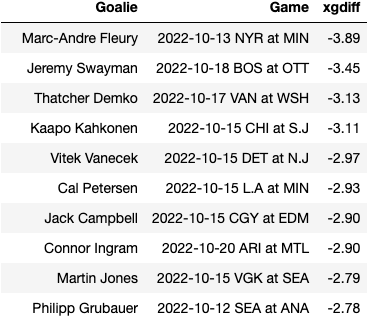 Goalie Game xgdiff
Marc-Andre Fleury 2022-10-13 NYR at MIN -3.89
Jeremy Swayman 2022-10-18 BOS at OTT -3.45
Thatcher Demko 2022-10-17 VAN at WSH -3.13
Kaapo Kahkonen 2022-10-15 CHI at S.J -3.11
Vitek Vanecek 2022-10-15 DET at N.J -2.97
Cal Petersen 2022-10-15 L.A at MIN -2.93
Jack Campbell 2022-10-15 CGY at EDM -2.90
Connor Ingram 2022-10-20 ARI at MTL -2.90
Martin Jones 2022-10-15 VGK at SEA -2.79
Philipp Grubauer 2022-10-12 SEA at ANA -2.78